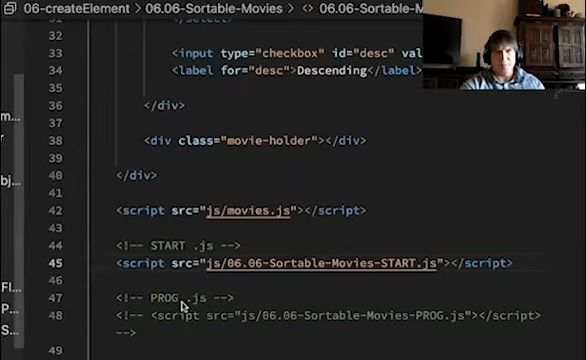 06-createElement > 06.06-Sortable-Movies > 06.06-Sortable-M
31 </select>
32
33 <input type="checkbox" id="desc" val
34 <label for="desc">Descending</label>
35
36 </div>
37
38 <div class="movie-holder"></div>
39
40 </div>
41
42 <script src="js/movies.js"></script>
43
44 <!-- START .js -->
45 <script src="js/06.06-Sortable-Movies-START.js"></script>
46
47 <!-- PROG .js -->
48 <!-- <script src="js/06.06-Sortable-Movies-PROG.js"></script>
-->
49
m...
r
bj...
Fl...
P...
S...